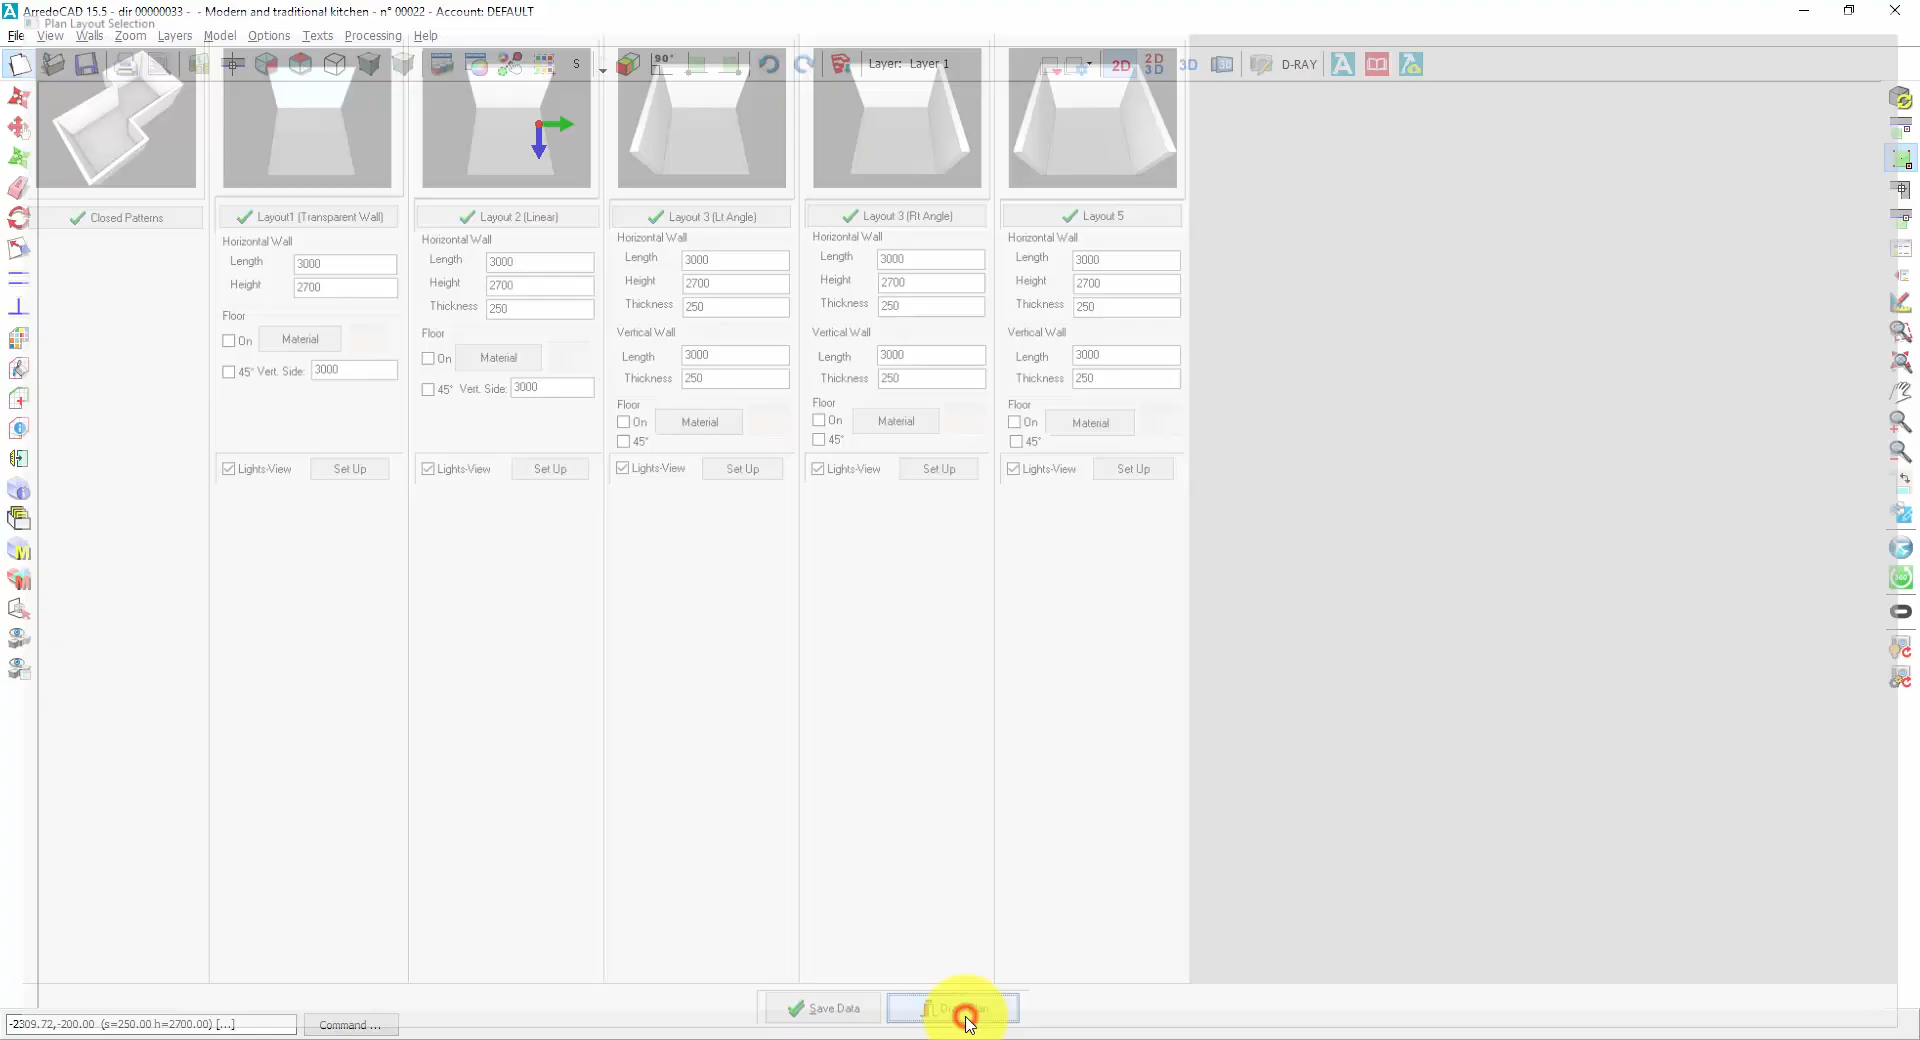 ArredoCAD 15.5 - dir 00000033 - - Modern and traditional kitchen - n° 00022 - Account: DEFAULT
Plan Layout Selection
File View Walls Zoom Layers Model Options Texts Processing Help
S 90° Layer: Layer 1 2D 2D 3D 3D D-RAY
Closed Patterns
Layout1 (Transparent Wall)
Horizontal Wall
Length 3000
Height 2700
Floor
On Material
45° Vert. Side: 3000
Lights-View Set Up
Layout 2 (Linear)
Horizontal Wall
Length 3000
Height 2700
Thickness 250
Floor
On Material
45° Vert. Side: 3000
Lights-View Set Up
Layout 3 (Lt Angle)
Horizontal Wall
Length 3000
Height 2700
Thickness 250
Vertical Wall
Length 3000
Thickness 250
Floor
On Material
45°
Lights-View Set Up
Layout 3 (Rt Angle)
Horizontal Wall
Length 3000
Height 2700
Thickness 250
Vertical Wall
Length 3000
Thickness 250
Floor
On Material
45°
Lights-View Set Up
Layout 5
Horizontal Wall
Length 3000
Height 2700
Thickness 250
Vertical Wall
Length 3000
Thickness 250
Floor
On Material
45°
Lights-View Set Up
Save Data
-2309.72,-200.00 (s=250.00 h=2700.00) [...]
Command ...